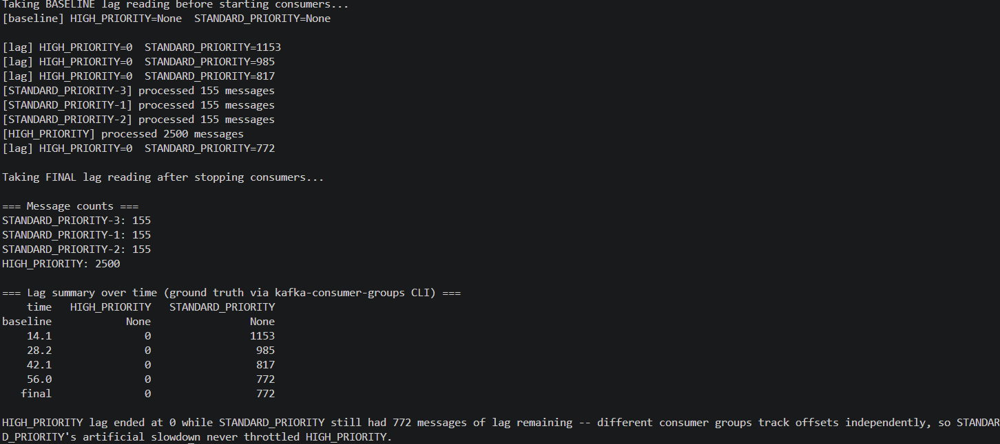 Taking BASELINE lag reading before starting consumers...
[baseline] HIGH_PRIORITY=None  STANDARD_PRIORITY=None

[lag] HIGH_PRIORITY=0  STANDARD_PRIORITY=1153
[lag] HIGH_PRIORITY=0  STANDARD_PRIORITY=985
[lag] HIGH_PRIORITY=0  STANDARD_PRIORITY=817
[STANDARD_PRIORITY-3] processed 155 messages
[STANDARD_PRIORITY-1] processed 155 messages
[STANDARD_PRIORITY-2] processed 155 messages
[HIGH_PRIORITY] processed 2500 messages
[lag] HIGH_PRIORITY=0  STANDARD_PRIORITY=772

Taking FINAL lag reading after stopping consumers...

=== Message counts ===
STANDARD_PRIORITY-3: 155
STANDARD_PRIORITY-1: 155
STANDARD_PRIORITY-2: 155
HIGH_PRIORITY: 2500

=== Lag summary over time (ground truth via kafka-consumer-groups CLI) ===
    time   HIGH_PRIORITY   STANDARD_PRIORITY
baseline            None                None
    14.1               0                1153
    28.2               0                 985
    42.1               0                 817
    56.0               0                 772
   final               0                 772

HIGH_PRIORITY lag ended at 0 while STANDARD_PRIORITY still had 772 messages of lag remaining -- different consumer groups track offsets independently, so STANDAR
D_PRIORITY's artificial slowdown never throttled HIGH_PRIORITY.